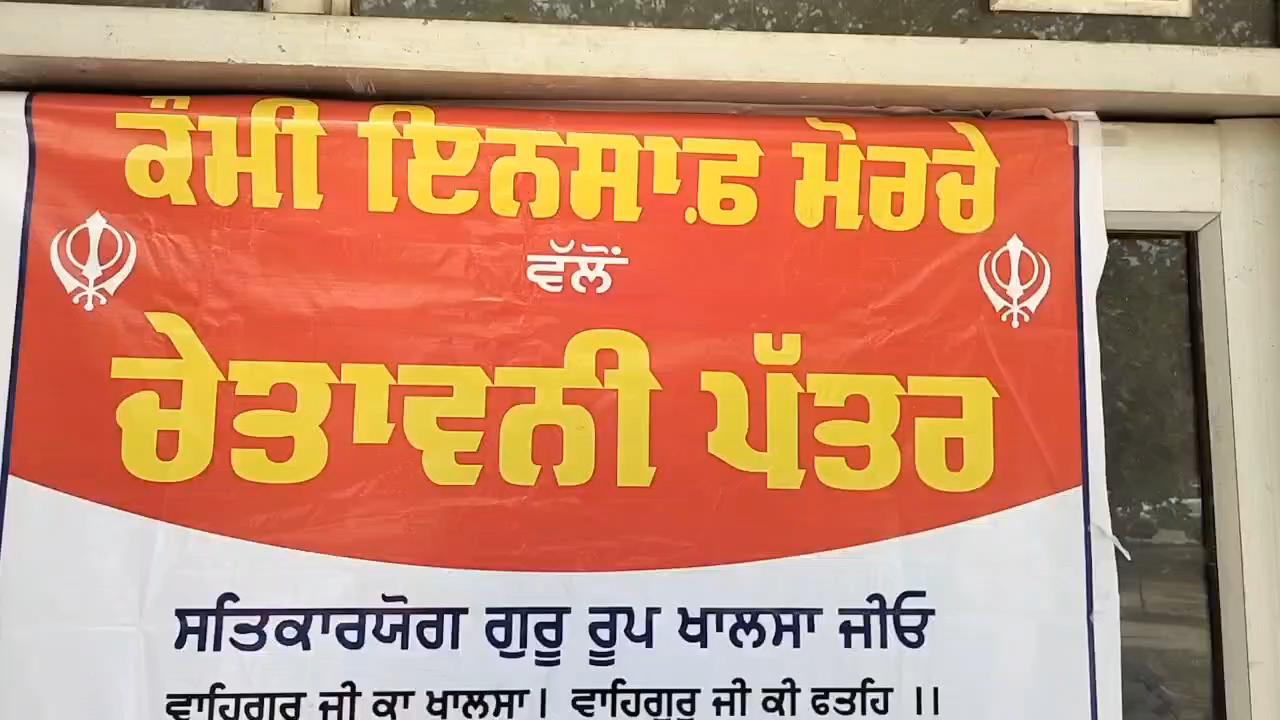 ਕੌਮੀ ਇਨਸਾਫ਼ ਮੋਰਚੇ
ਵੱਲੋਂ
ਚੇਤਾਵਨੀ ਪੱਤਰ
ਸਤਿਕਾਰਯੋਗ ਗੁਰੂ ਰੂਪ ਖਾਲਸਾ ਜੀਓ
ਵਾਹਿਗੁਰੂ ਜੀ ਕਾ ਖਾਲਸਾ। ਵਾਹਿਗੁਰੂ ਜੀ ਕੀ ਫਤਹਿ ।।